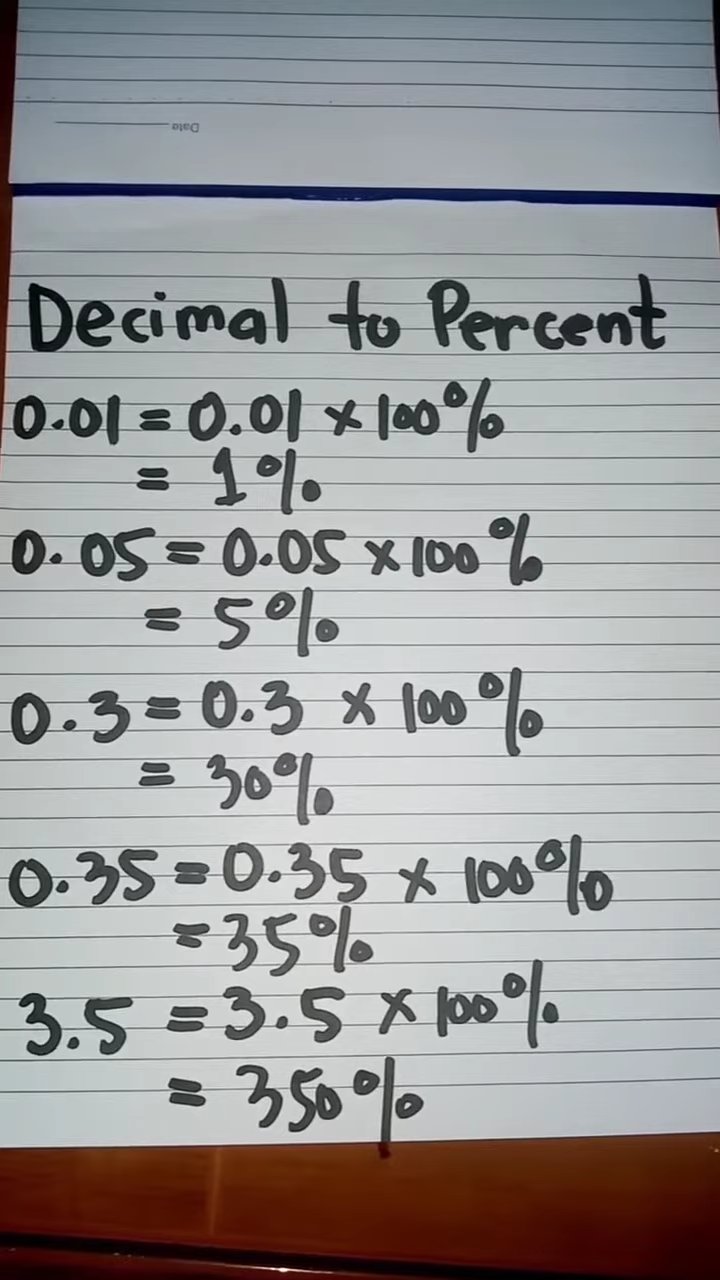 Date
Decimal to Percent
0.01 = 0.01 × 100%
= 1%
0.05 = 0.05 × 100%
= 5%
0.3 = 0.3 × 100%
= 30%
0.35 = 0.35 × 100%
= 35%
3.5 = 3.5 × 100%
= 350%